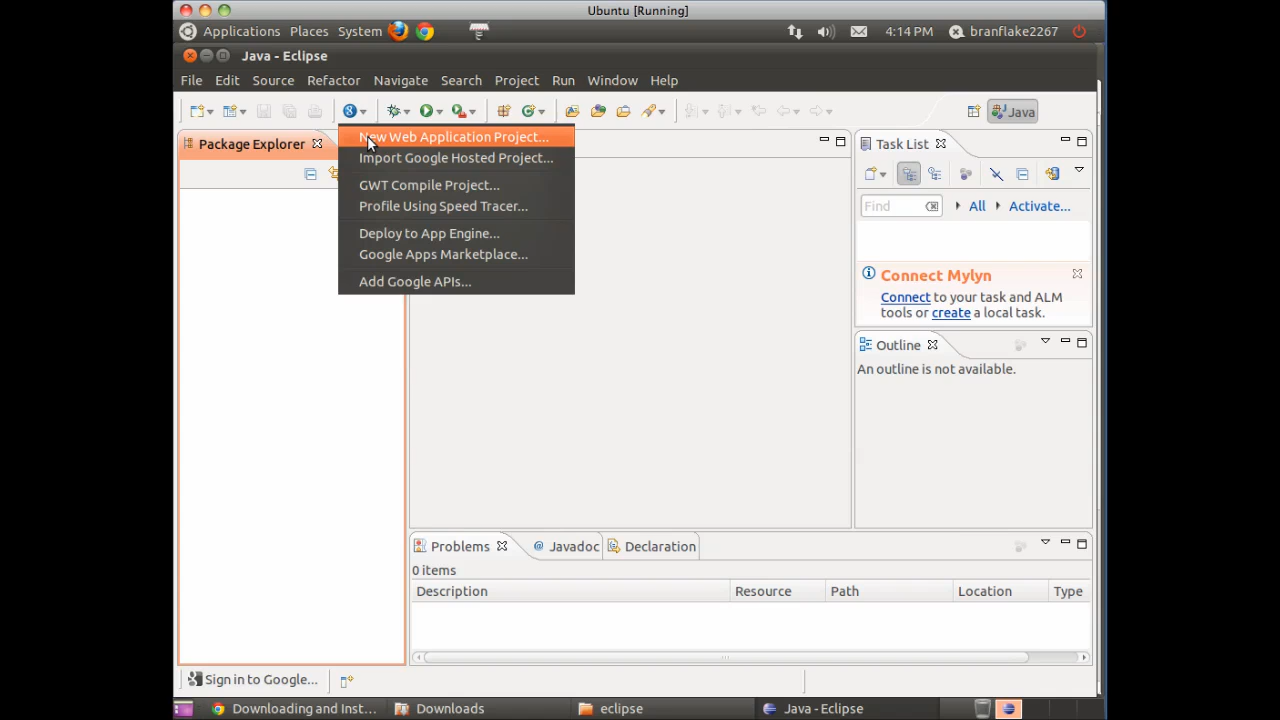 Ubuntu [Running]
Applications Places System 4:14 PM branflake2267
Java - Eclipse
File Edit Source Refactor Navigate Search Project Run Window Help
Java
Package Explorer
New Web Application Project...
Import Google Hosted Project...
GWT Compile Project...
Profile Using Speed Tracer...
Deploy to App Engine...
Google Apps Marketplace...
Add Google APIs...
Task List
Find All Activate...
Connect Mylyn
Connect to your task and ALM
tools or create a local task.
Outline
An outline is not available.
Problems @ Javadoc Declaration
0 items
Description Resource Path Location Type
Sign in to Google...
Downloading and Inst... Downloads eclipse Java - Eclipse